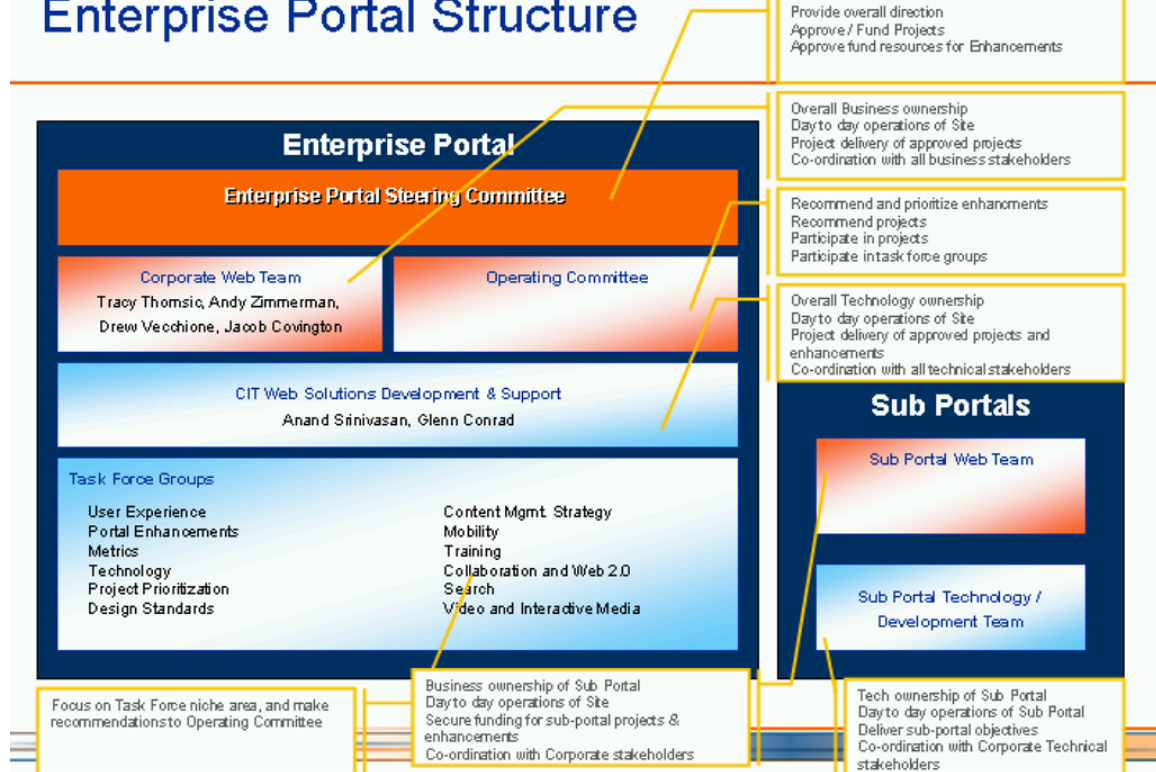 Enterprise Portal Structure
Provide overall direction
Approve / Fund Projects
Approve fund resources for Enhancements
Overall Business ownership
Day to day operations of Site
Project delivery of approved projects
Co-ordination with all business stakeholders
Enterprise Portal
Enterprise Portal Steering Committee
Recommend and prioritize enhancments
Recommend projects
Participate in projects
Participate in task force groups
Corporate Web Team
Tracy Thomsic, Andy Zimmerman,
Drew Vecchione, Jacob Covington
Operating Committee
Overall Technology ownership
Day to day operations of Site
Project delivery of approved projects and
enhancements
Co-ordination with all technical stakeholders
CIT Web Solutions Development & Support
Anand Srinivasan, Glenn Conrad
Sub Portals
Sub Portal Web Team
Sub Portal Technology /
Development Team
Task Force Groups
User Experience
Portal Enhancements
Metrics
Technology
Project Prioritization
Design Standards
Content Mgmt. Strategy
Mobility
Training
Collaboration and Web 2.0
Search
Video and Interactive Media
Focus on Task Force niche area, and make
recommendations to Operating Committee
Business ownership of Sub Portal
Day to day operations of Site
Secure funding for sub-portal projects &
enhancements
Co-ordination with Corporate stakeholders
Tech ownership of Sub Portal
Day to day operations of Sub Portal
Deliver sub-portal objectives
Co-ordination with Corporate Technical
stakeholders